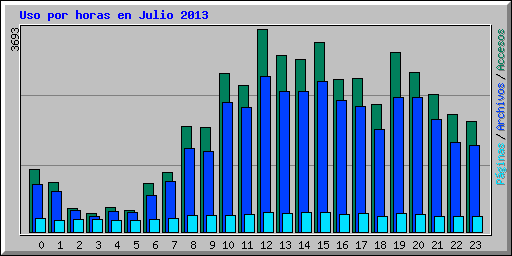 Uso por horas en Julio 2013
3693
Páginas / Archivos / Accesos
0 1 2 3 4 5 6 7 8 9 10 11 12 13 14 15 16 17 18 19 20 21 22 23